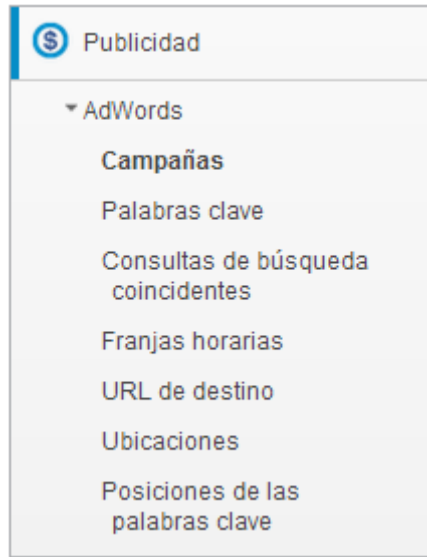 Publicidad
AdWords
Campañas
Palabras clave
Consultas de búsqueda
coincidentes
Franjas horarias
URL de destino
Ubicaciones
Posiciones de las
palabras clave